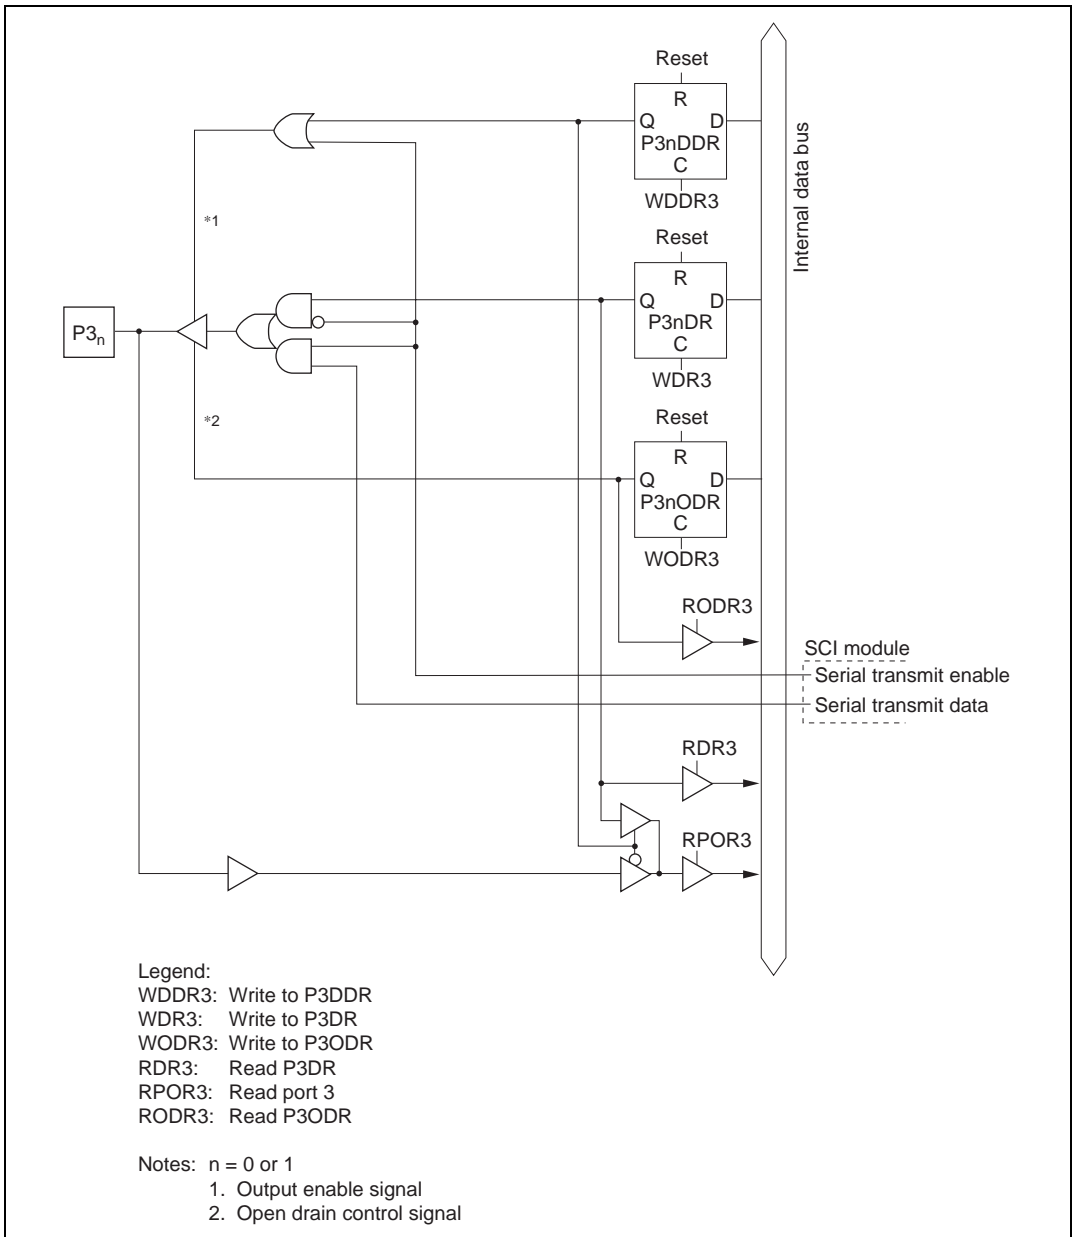 Reset
R
Q D
P3nDDR
C
WDDR3
Internal data bus
*1
Reset
R
Q D
P3nDR
C
WDR3
P3n
*2
Reset
R
Q D
P3nODR
C
WODR3
RODR3
SCI module
Serial transmit enable
Serial transmit data
RDR3
RPOR3
Legend:
WDDR3: Write to P3DDR
WDR3: Write to P3DR
WODR3: Write to P3ODR
RDR3: Read P3DR
RPOR3: Read port 3
RODR3: Read P3ODR
Notes: n = 0 or 1
1. Output enable signal
2. Open drain control signal